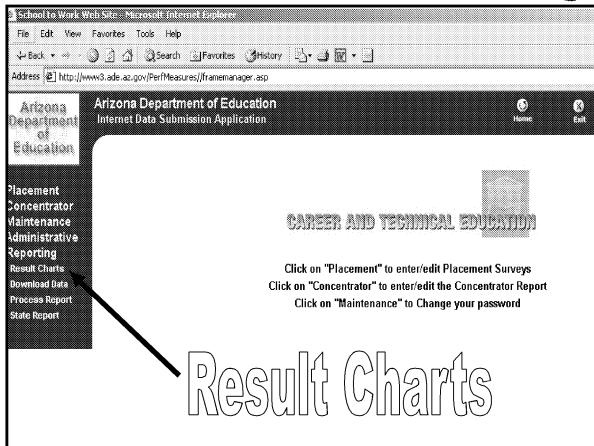 School to Work Web Site - Microsoft Internet Explorer
File Edit View Favorites Tools Help
Back Search Favorites History
Address http://www3.ade.az.gov/PerfMeasures//framemanager.asp
Arizona
Department
of
Education
Arizona Department of Education
Internet Data Submission Application
Home Exit
Placement
Concentrator
Maintenance
Administrative
Reporting
Result Charts
Download Data
Process Report
State Report
CAREER AND TECHNICAL EDUCATION
Click on "Placement" to enter/edit Placement Surveys
Click on "Concentrator" to enter/edit the Concentrator Report
Click on "Maintenance" to Change your password
Result Charts